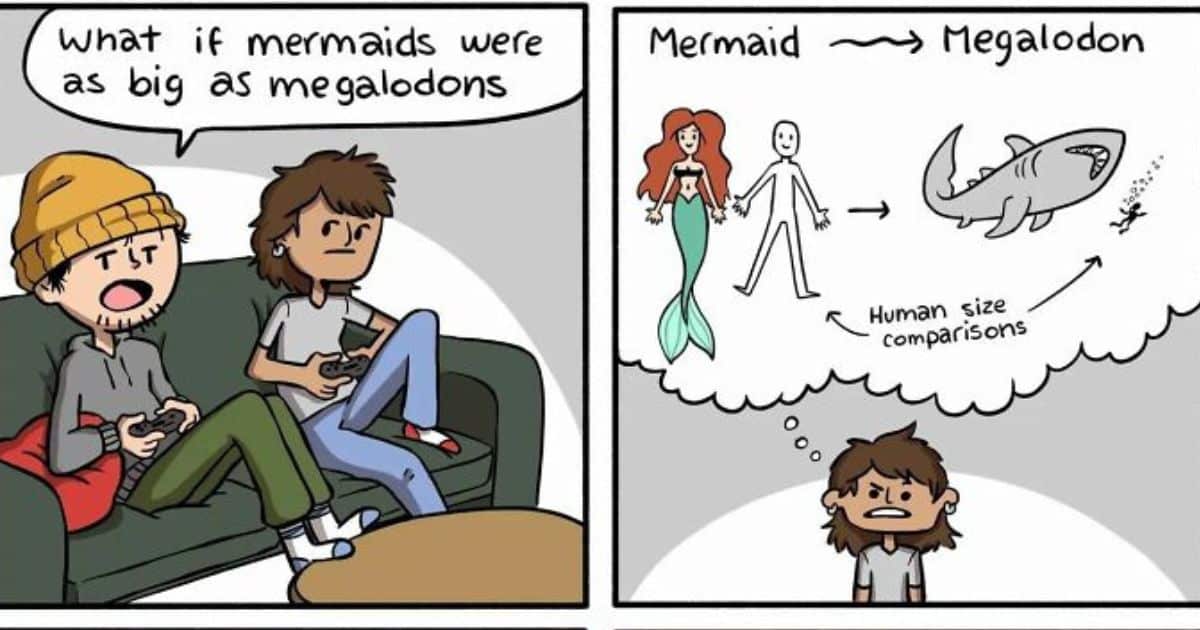 What if mermaids were
as big as megalodons
Mermaid → Megalodon
→
Human size
comparisons